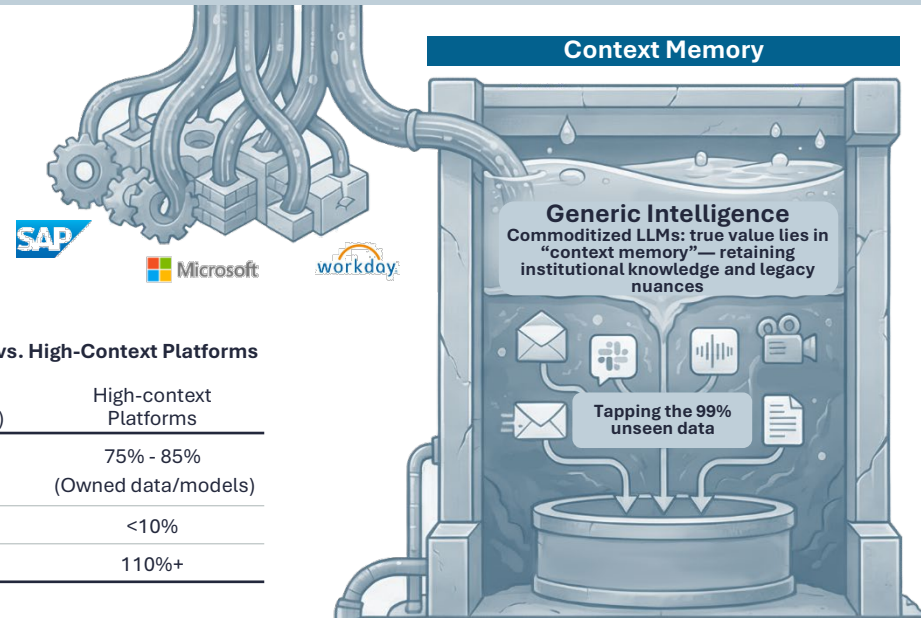 Context Memory
Generic Intelligence
Commoditized LLMs: true value lies in
“context memory”— retaining
institutional knowledge and legacy
nuances
SAP
Microsoft
workday
Tapping the 99%
unseen data
vs. High-Context Platforms
High-context
)
Platforms
75% - 85%
(Owned data/models)
<10%
110%+